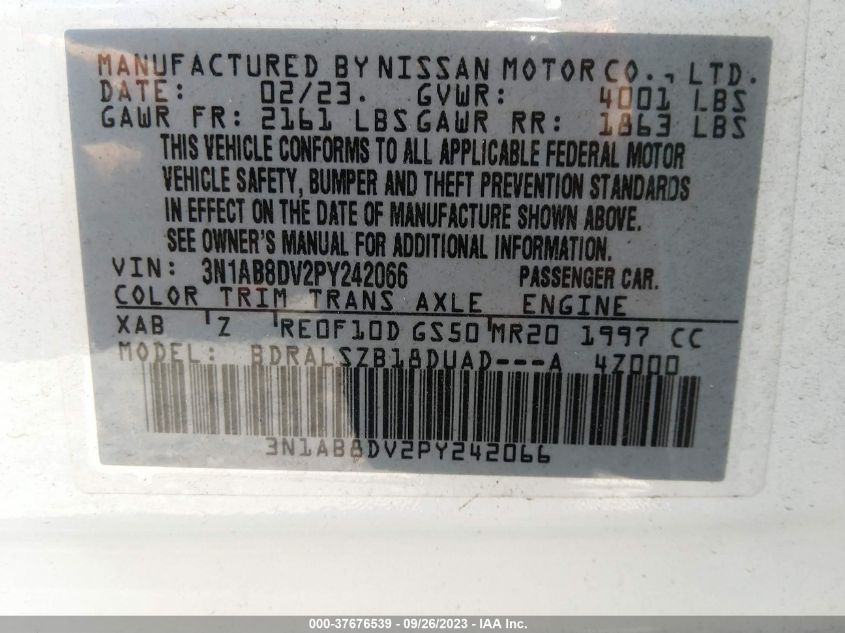 MANUFACTURED BY NISSAN MOTOR CO., LTD.
DATE: 02/23. GVWR: 4001 LBS
GAWR FR: 2161 LBS GAWR RR: 1863 LBS
THIS VEHICLE CONFORMS TO ALL APPLICABLE FEDERAL MOTOR
VEHICLE SAFETY, BUMPER AND THEFT PREVENTION STANDARDS
IN EFFECT ON THE DATE OF MANUFACTURE SHOWN ABOVE.
SEE OWNER'S MANUAL FOR ADDITIONAL INFORMATION.
VIN: 3N1AB8DV2PY242066 PASSENGER CAR.
COLOR TRIM TRANS AXLE ENGINE
XAB Z RE0F10D GS50 MR20 1997 CC
MODEL: BDRALSZB18DUAD---A 4Z000
3N1AB8DV2PY242066
000-37676539 - 09/26/2023 - IAA Inc.